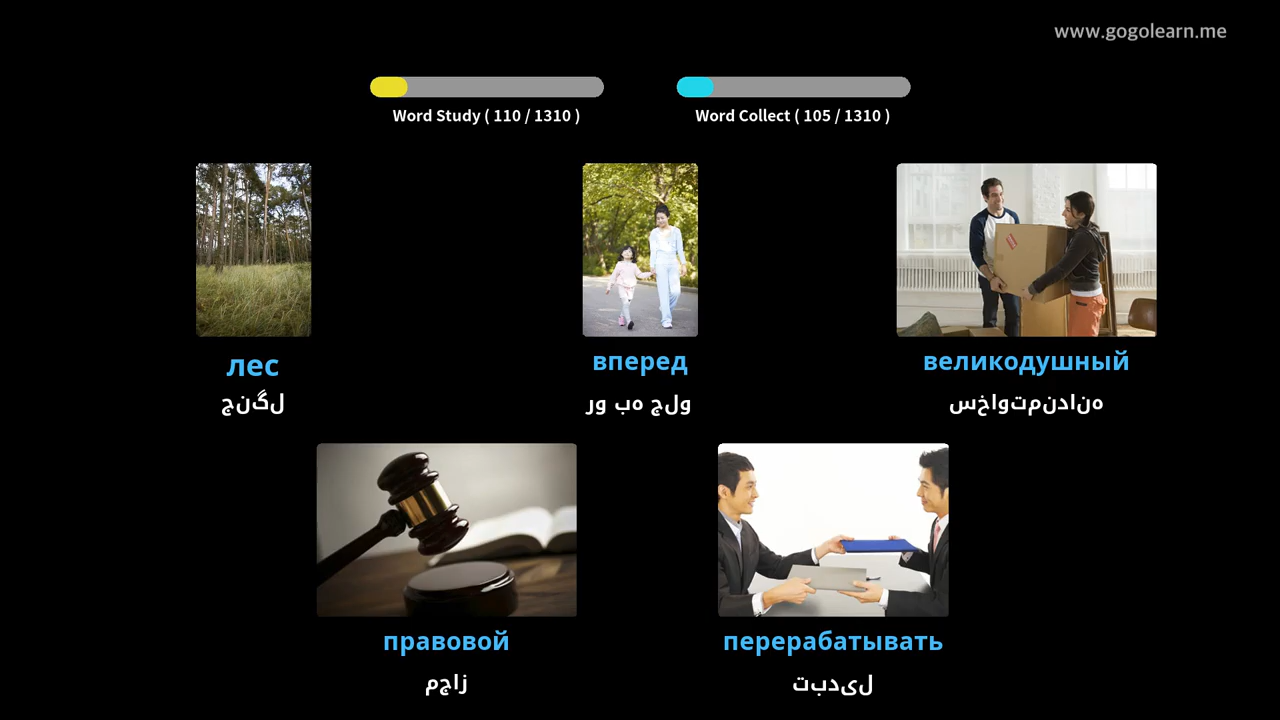 www.gogolearn.me
Word Study ( 110 / 1310 )
Word Collect ( 105 / 1310 )
лес
вперед
великодушный
جنگل
رو به جلو
سخاوتمندانه
правовой
перерабатывать
مجاز
تبدیل